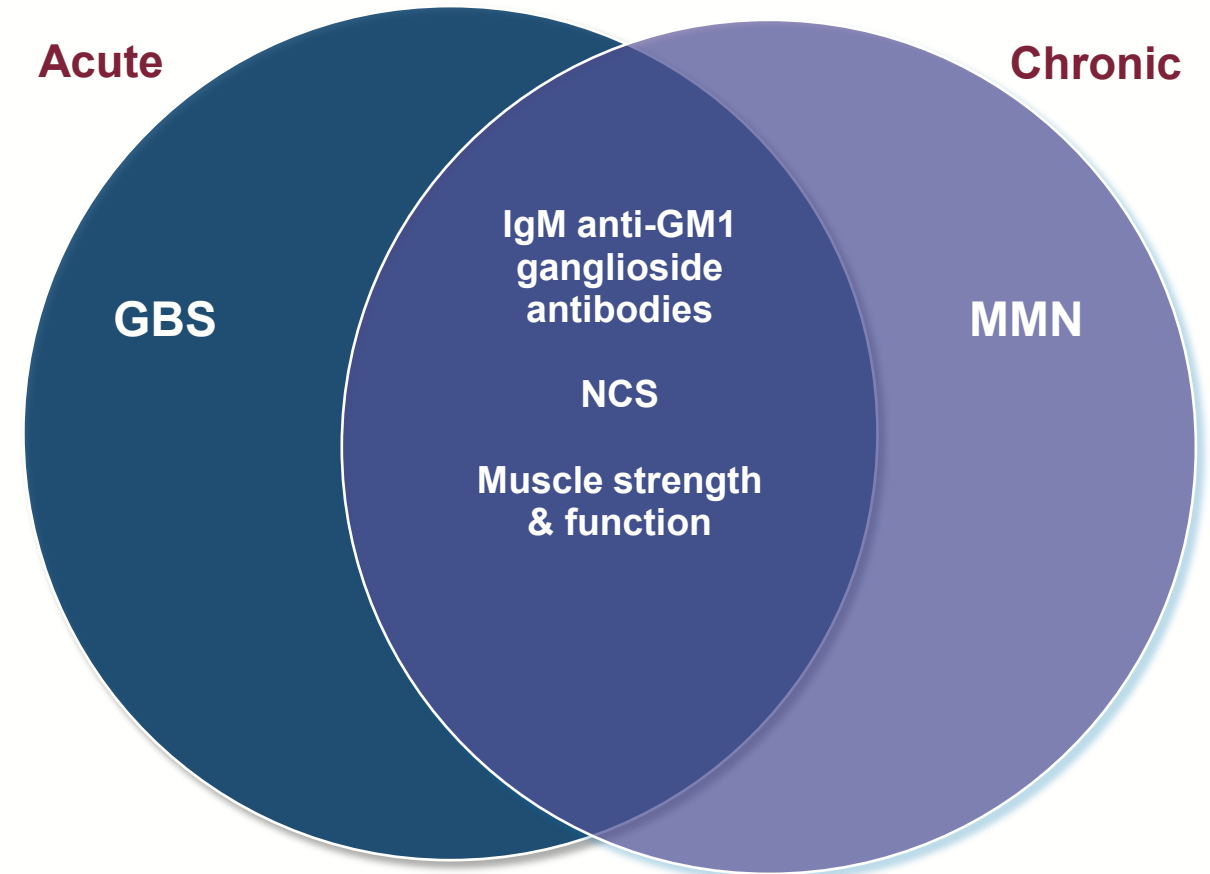 Acute
Chronic
GBS
IgM anti-GM1
ganglioside
antibodies
NCS
Muscle strength
& function
MMN